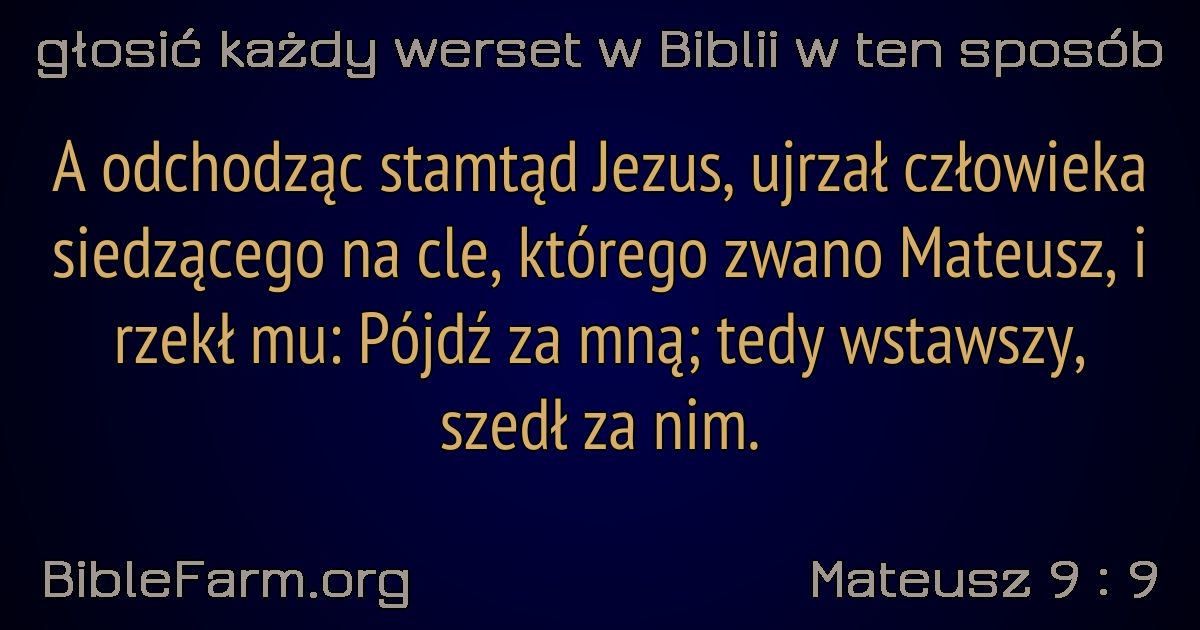 głosić każdy werset w Biblii w ten sposób
A odchodząc stamtąd Jezus, ujrzał człowieka
siedzącego na cle, którego zwano Mateusz, i
rzekł mu: Pójdź za mną; tedy wstawszy,
szedł za nim.
BibleFarm.org
Mateusz 9 : 9